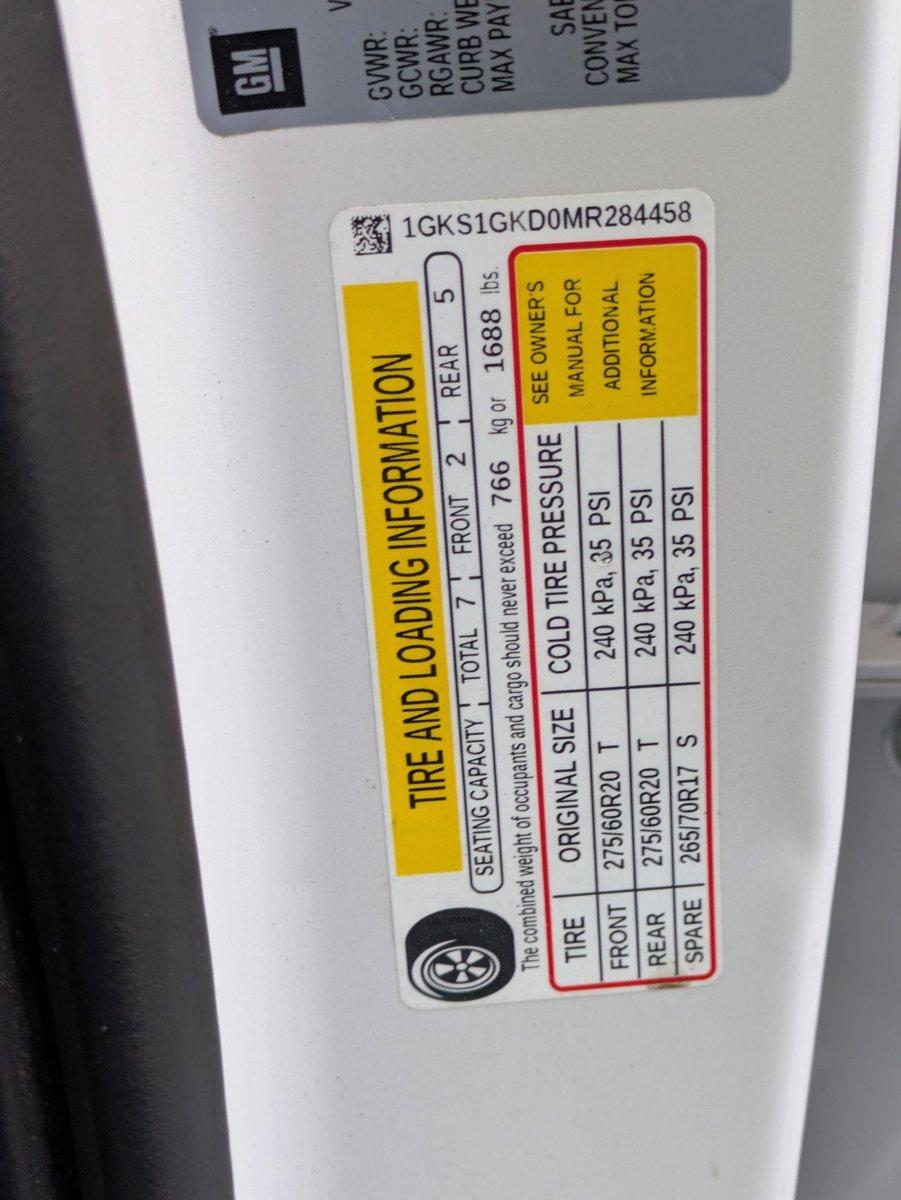 GM
GVWR:
GCWR:
RGAWR:
CURB WE
MAX PAY
SAE
CONVEN
MAX TO
1GKS1GKD0MR284458
TIRE AND LOADING INFORMATION
SEATING CAPACITY TOTAL 7 FRONT 2 REAR 5
The combined weight of occupants and cargo should never exceed 766 kg or 1688 lbs.
TIRE ORIGINAL SIZE COLD TIRE PRESSURE
FRONT 275/60R20 T 240 kPa, 35 PSI
REAR 275/60R20 T 240 kPa, 35 PSI
SPARE 265/70R17 S 240 kPa, 35 PSI
SEE OWNER'S
MANUAL FOR
ADDITIONAL
INFORMATION